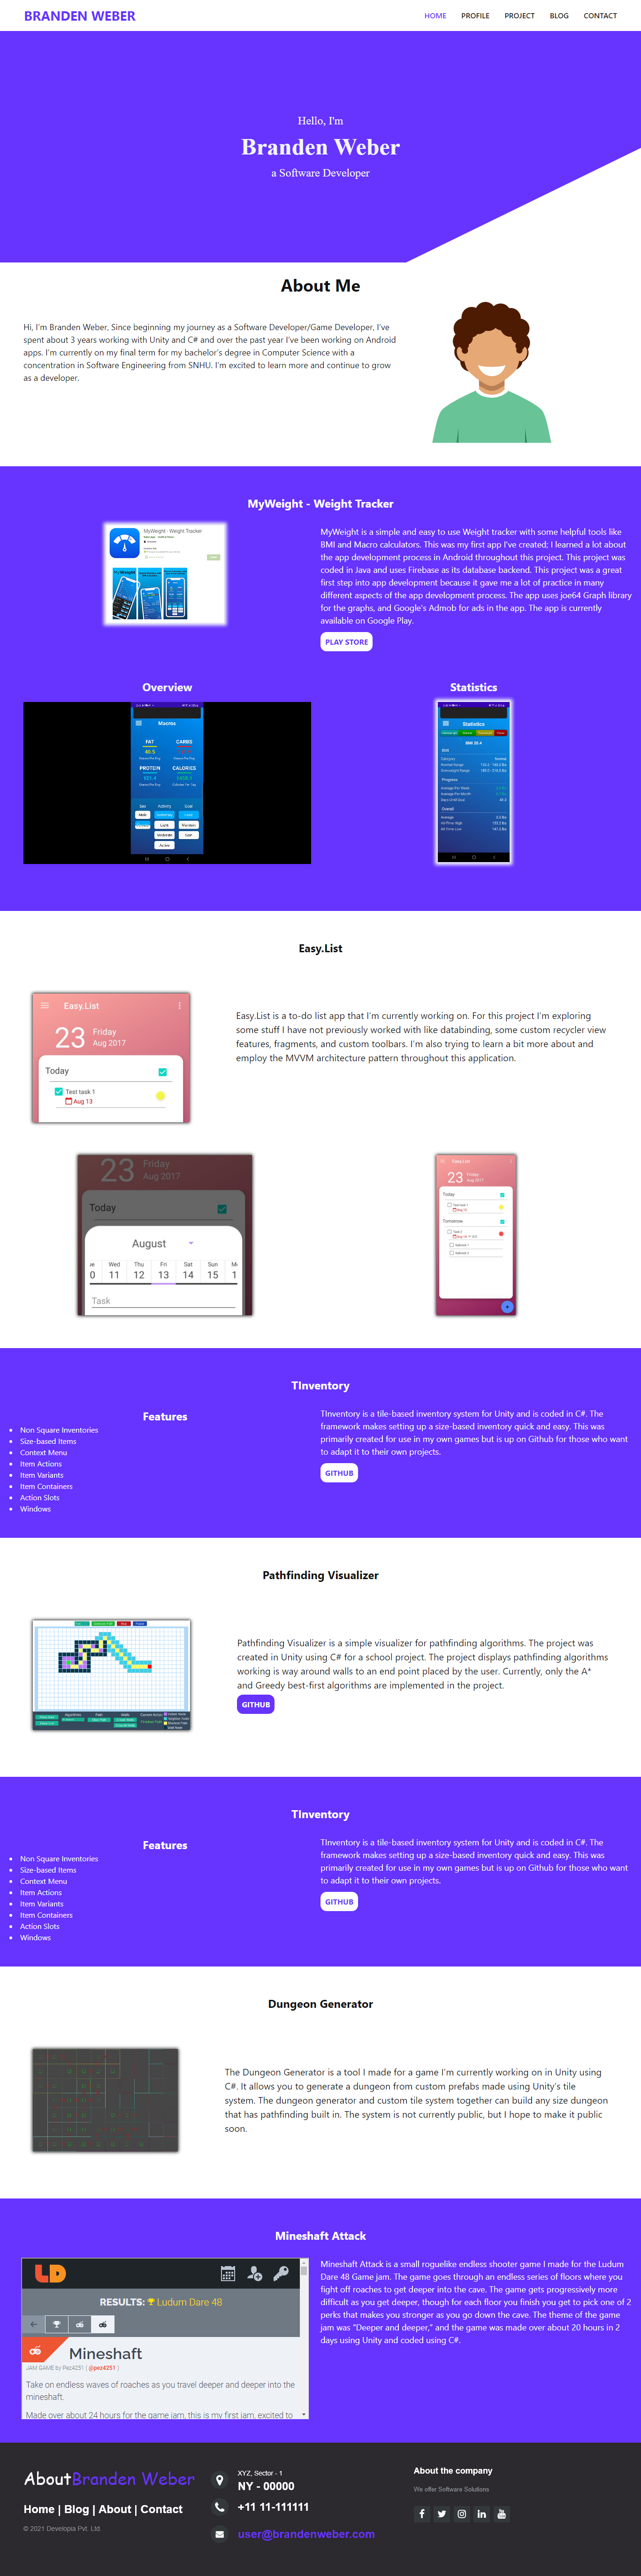 BRANDEN WEBER
HOME PROFILE PROJECT BLOG CONTACT
Hello, I'm
Branden Weber
a Software Developer
About Me
Hi, I'm Branden Weber, Since beginning my journey as a Software Developer/Game Developer, I've
spent about 3 years working with Unity and C# and over the past year I've been working on Android
apps. I'm currently on my final term for my bachelor's degree in Computer Science with a
concentration in Software Engineering from SNHU. I'm excited to learn more and continue to grow
as a developer.
MyWeight - Weight Tracker
MyWeight - Weight Tracker
MyWeight is a simple and easy to use Weight tracker with some helpful tools like
BMI and Macro calculators. This was my first app I've created; I learned a lot about
the app development process in Android throughout this project. This project was
coded in Java and uses Firebase as its database backend. This project was a great
first step into app development because it gave me a lot of practice in many
different aspects of the app development process. The app uses joe64 Graph library
for the graphs, and Google's Admob for ads in the app. The app is currently
available on Google Play.
PLAY STORE
Overview
Macros
FAT CARBS
PROTEIN CALORIES
Sex Activity Goal
Male
Light Maintain
Moderate
Active
Statistics
Statistics
BMI 20.4
BMI
Category Normal
Progress
Overall
Easy.List
Easy.List
23 Friday
Aug 2017
Today
Test task 1
Aug 13
Easy.List is a to-do list app that I'm currently working on. For this project I'm exploring
some stuff I have not previously worked with like databinding, some custom recycler view
features, fragments, and custom toolbars. I'm also trying to learn a bit more about and
employ the MVVM architecture pattern throughout this application.
23 Friday
Aug 2017
Today
August
Wed Thu Fri Sat Sun
0 11 12 13 14 15 1
Task
Easy.List
23 Friday
Aug 2017
Today
Tomorrow
TInventory
Features
Non Square Inventories
Size-based Items
Context Menu
Item Actions
Item Variants
Item Containers
Action Slots
Windows
TInventory is a tile-based inventory system for Unity and is coded in C#. The
framework makes setting up a size-based inventory quick and easy. This was
primarily created for use in my own games but is up on Github for those who want
to adapt it to their own projects.
GITHUB
Pathfinding Visualizer
Pathfinding Visualizer is a simple visualizer for pathfinding algorithms. The project was
created in Unity using C# for a school project. The project displays pathfinding algorithms
working is way around walls to an end point placed by the user. Currently, only the A*
and Greedy best-first algorithms are implemented in the project.
GITHUB
TInventory
Features
Non Square Inventories
Size-based Items
Context Menu
Item Actions
Item Variants
Item Containers
Action Slots
Windows
TInventory is a tile-based inventory system for Unity and is coded in C#. The
framework makes setting up a size-based inventory quick and easy. This was
primarily created for use in my own games but is up on Github for those who want
to adapt it to their own projects.
GITHUB
Dungeon Generator
The Dungeon Generator is a tool I made for a game I'm currently working on in Unity using
C#. It allows you to generate a dungeon from custom prefabs made using Unity's tile
system. The dungeon generator and custom tile system together can build any size dungeon
that has pathfinding built in. The system is not currently public, but I hope to make it public
soon.
Mineshaft Attack
LD
RESULTS: Ludum Dare 48
Mineshaft
JAM GAME by Pez4251 ( @pez4251 )
Take on endless waves of roaches as you travel deeper and deeper into the
mineshaft.
Made over about 24 hours for the game jam, this is my first jam, excited to
Mineshaft Attack is a small roguelike endless shooter game I made for the Ludum
Dare 48 Game jam. The game goes through an endless series of floors where you
fight off roaches to get deeper into the cave. The game gets progressively more
difficult as you get deeper, though for each floor you finish you get to pick one of 2
perks that makes you stronger as you go down the cave. The theme of the game
jam was "Deeper and deeper," and the game was made over about 20 hours in 2
days using Unity and coded using C#.
AboutBranden Weber
Home | Blog | About | Contact
© 2021 Developia Pvt. Ltd.
XYZ, Sector - 1
NY - 00000
+11 11-111111
user@brandenweber.com
About the company
We offer Software Solutions